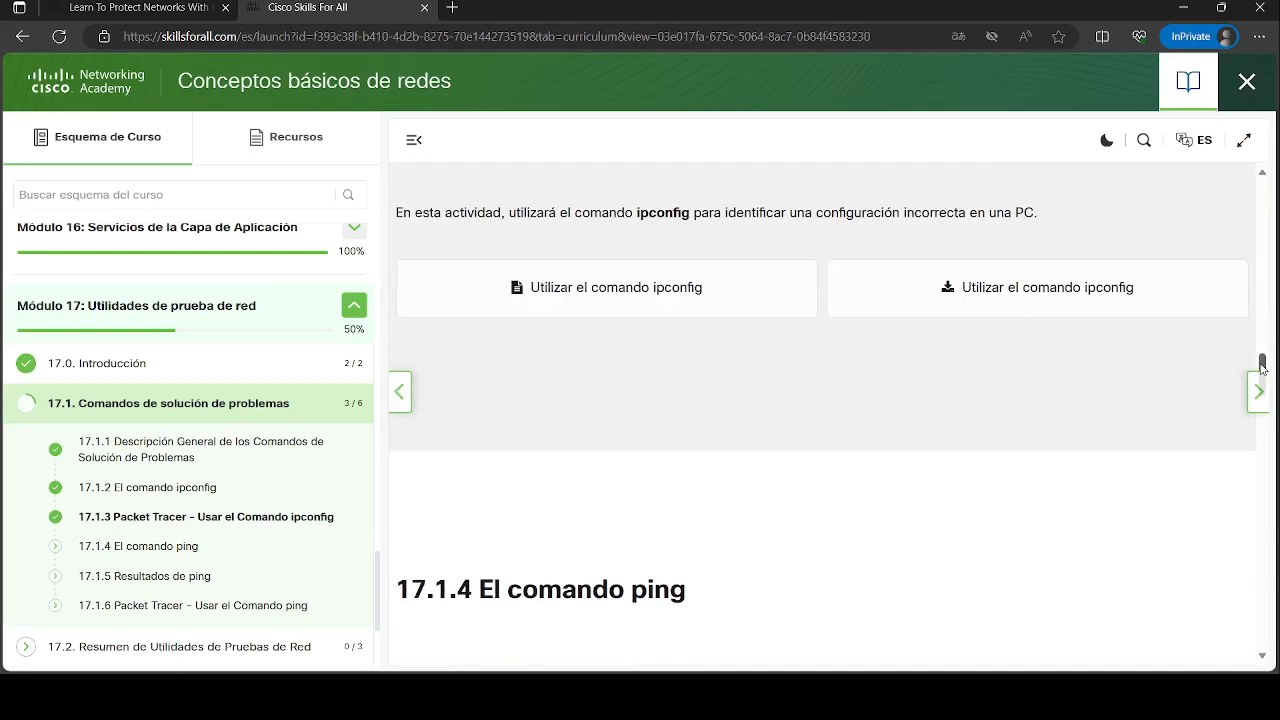 Learn To Protect Networks With
Cisco Skills For All
https://skillsforall.com/es/launch?id=f393c38f-b410-4d2b-8275-70e144273519&tab=curriculum&view=03e017fa-675c-5064-8ac7-0b84f4583230
InPrivate
Networking
CISCO Academy
Conceptos básicos de redes
Esquema de Curso
Recursos
ES
Buscar esquema del curso
Módulo 16: Servicios de la Capa de Aplicación
100%
Módulo 17: Utilidades de prueba de red
50%
17.0. Introducción 2 / 2
17.1. Comandos de solución de problemas 3 / 6
17.1.1 Descripción General de los Comandos de
Solución de Problemas
17.1.2 El comando ipconfig
17.1.3 Packet Tracer - Usar el Comando ipconfig
17.1.4 El comando ping
17.1.5 Resultados de ping
17.1.6 Packet Tracer - Usar el Comando ping
17.2. Resumen de Utilidades de Pruebas de Red 0 / 3
En esta actividad, utilizará el comando ipconfig para identificar una configuración incorrecta en una PC.
Utilizar el comando ipconfig
Utilizar el comando ipconfig
17.1.4 El comando ping